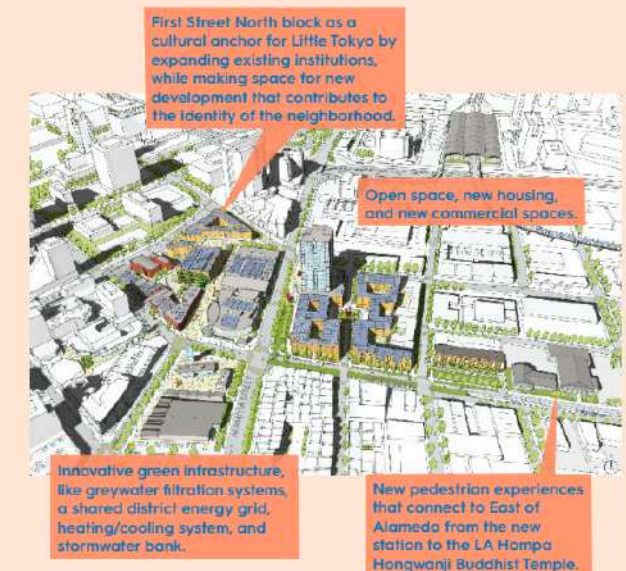 First Street North block as a
cultural anchor for Little Tokyo by
expanding existing institutions,
while making space for new
development that contributes to
the identity of the neighborhood.
Open space, new housing,
and new commercial spaces.
Innovative green infrastructure,
like greywater filtration systems,
a shared district energy grid,
heating/cooling system, and
stormwater bank.
New pedestrian experiences
that connect to East of
Alameda from the new
station to the LA Hompa
Hongwanji Buddhist Temple.